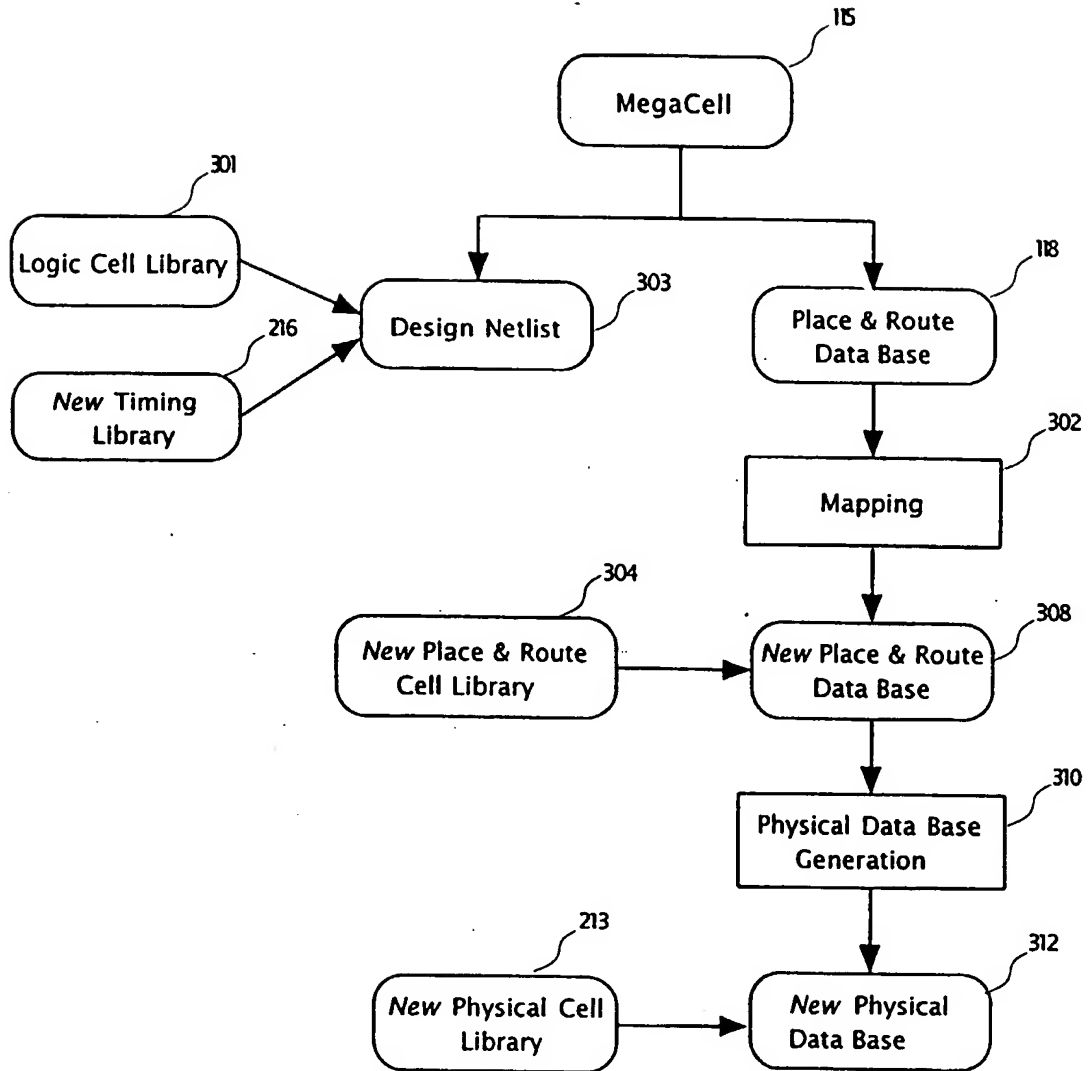 115
MegaCell
301
Logic Cell Library
216
New Timing
Library
303
Design Netlist
118
Place & Route
Data Base
302
Mapping
304
New Place & Route
Cell Library
308
New Place & Route
Data Base
310
Physical Data Base
Generation
213
New Physical Cell
Library
312
New Physical
Data Base